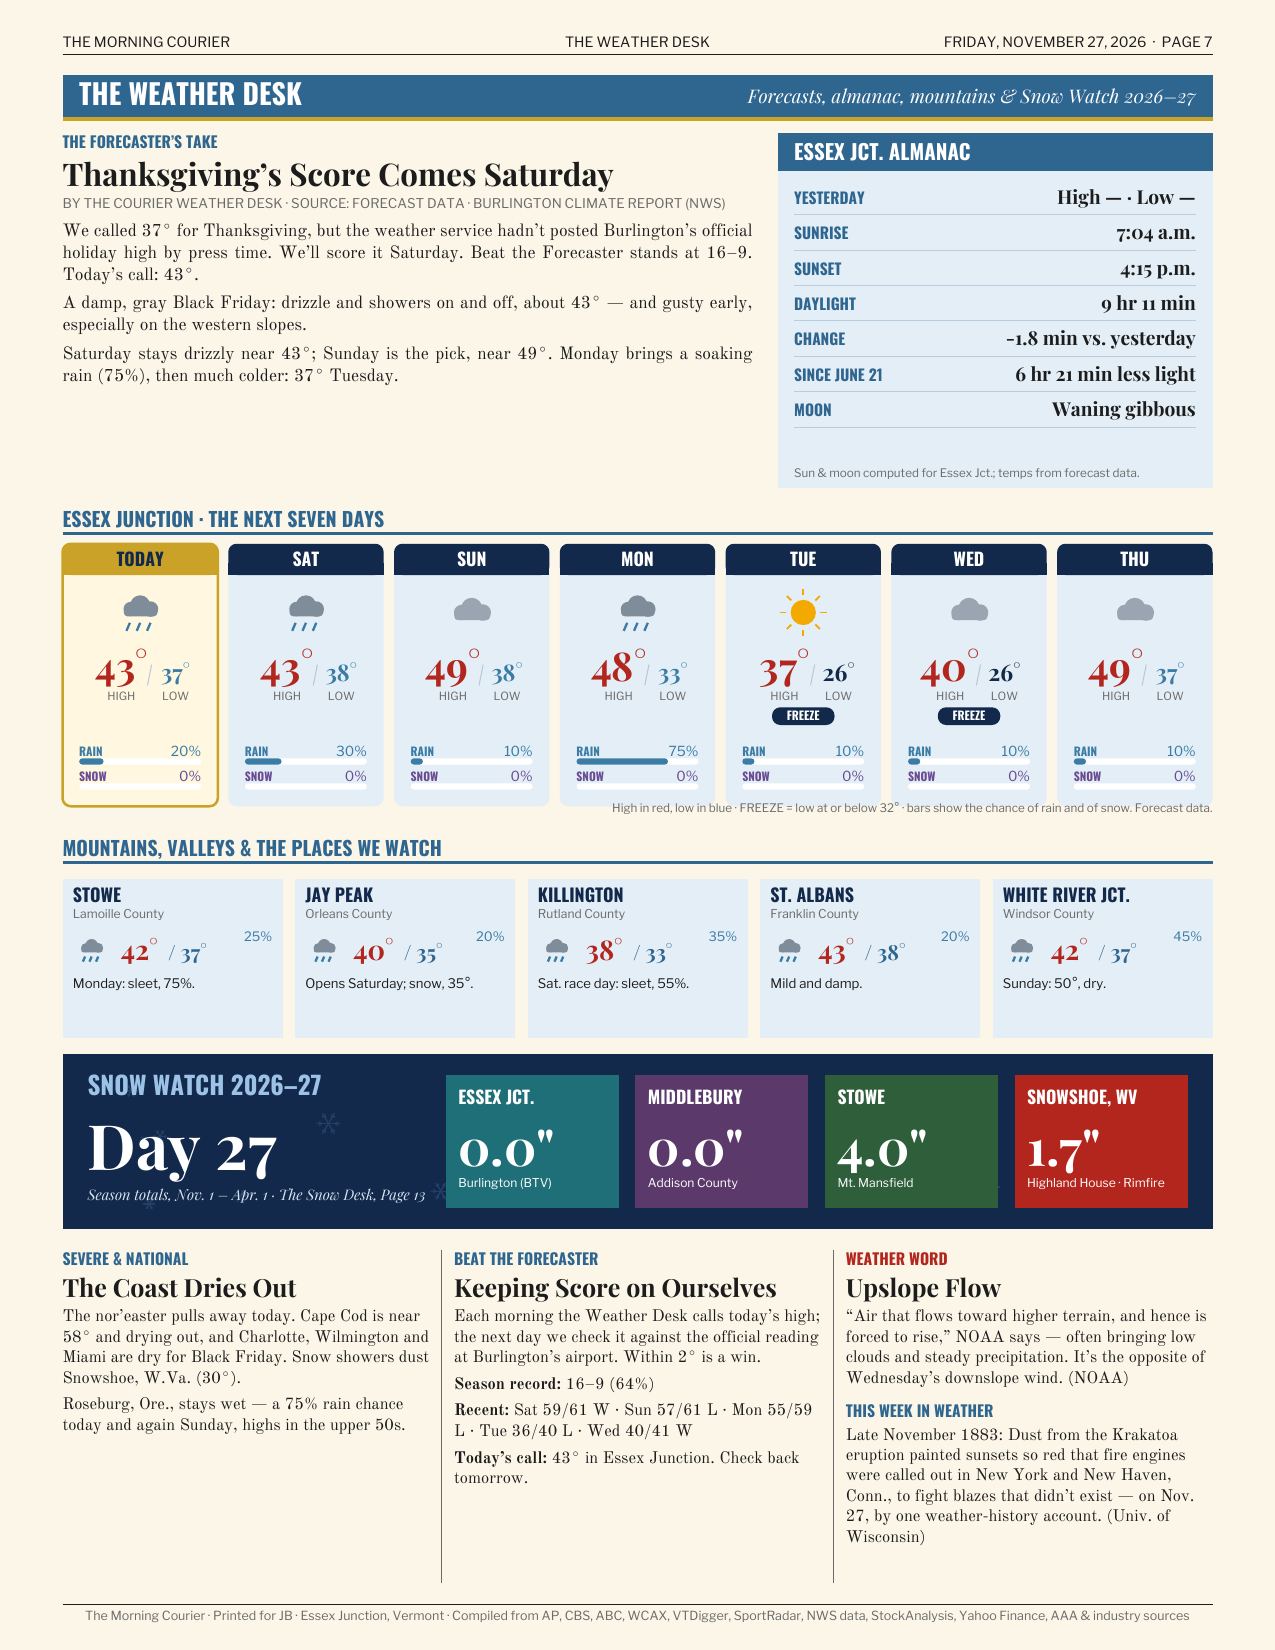 THE MORNING COURIER THE WEATHER DESK FRIDAY, NOVEMBER 27, 2026 · PAGE 7
THE WEATHER DESK
Forecasts, almanac, mountains & Snow Watch 2026–27
THE FORECASTER'S TAKE
Thanksgiving's Score Comes Saturday
BY THE COURIER WEATHER DESK · SOURCE: FORECAST DATA · BURLINGTON CLIMATE REPORT (NWS)
We called 37° for Thanksgiving, but the weather service hadn't posted Burlington's official
holiday high by press time. We'll score it Saturday. Beat the Forecaster stands at 16–9.
Today's call: 43°.
A damp, gray Black Friday: drizzle and showers on and off, about 43° — and gusty early,
especially on the western slopes.
Saturday stays drizzly near 43°; Sunday is the pick, near 49°. Monday brings a soaking
rain (75%), then much colder: 37° Tuesday.
ESSEX JCT. ALMANAC
YESTERDAY High — · Low —
SUNRISE 7:04 a.m.
SUNSET 4:15 p.m.
DAYLIGHT 9 hr 11 min
CHANGE -1.8 min vs. yesterday
SINCE JUNE 21 6 hr 21 min less light
MOON Waning gibbous
Sun & moon computed for Essex Jct.; temps from forecast data.
ESSEX JUNCTION · THE NEXT SEVEN DAYS
TODAY
43° / 37°
HIGH LOW
RAIN 20%
SNOW 0%
SAT
43° / 38°
HIGH LOW
RAIN 30%
SNOW 0%
SUN
49° / 38°
HIGH LOW
RAIN 10%
SNOW 0%
MON
48° / 33°
HIGH LOW
RAIN 75%
SNOW 0%
TUE
37° / 26°
HIGH LOW
FREEZE
RAIN 10%
SNOW 0%
WED
40° / 26°
HIGH LOW
FREEZE
RAIN 10%
SNOW 0%
THU
49° / 37°
HIGH LOW
RAIN 10%
SNOW 0%
High in red, low in blue · FREEZE = low at or below 32° · bars show the chance of rain and of snow. Forecast data.
MOUNTAINS, VALLEYS & THE PLACES WE WATCH
STOWE
Lamoille County
25%
42° / 37°
Monday: sleet, 75%.
JAY PEAK
Orleans County
20%
40° / 35°
Opens Saturday; snow, 35°.
KILLINGTON
Rutland County
35%
38° / 33°
Sat. race day: sleet, 55%.
ST. ALBANS
Franklin County
20%
43° / 38°
Mild and damp.
WHITE RIVER JCT.
Windsor County
45%
42° / 37°
Sunday: 50°, dry.
SNOW WATCH 2026–27
Day 27
Season totals, Nov. 1 – Apr. 1 · The Snow Desk, Page 13
ESSEX JCT.
0.0"
Burlington (BTV)
MIDDLEBURY
0.0"
Addison County
STOWE
4.0"
Mt. Mansfield
SNOWSHOE, WV
1.7"
Highland House · Rimfire
SEVERE & NATIONAL
The Coast Dries Out
The nor'easter pulls away today. Cape Cod is near
58° and drying out, and Charlotte, Wilmington and
Miami are dry for Black Friday. Snow showers dust
Snowshoe, W.Va. (30°).
Roseburg, Ore., stays wet — a 75% rain chance
today and again Sunday, highs in the upper 50s.
BEAT THE FORECASTER
Keeping Score on Ourselves
Each morning the Weather Desk calls today's high;
the next day we check it against the official reading
at Burlington's airport. Within 2° is a win.
Season record: 16–9 (64%)
Recent: Sat 59/61 W · Sun 57/61 L · Mon 55/59
L · Tue 36/40 L · Wed 40/41 W
Today's call: 43° in Essex Junction. Check back
tomorrow.
WEATHER WORD
Upslope Flow
“Air that flows toward higher terrain, and hence is
forced to rise,” NOAA says — often bringing low
clouds and steady precipitation. It's the opposite of
Wednesday's downslope wind. (NOAA)
THIS WEEK IN WEATHER
Late November 1883: Dust from the Krakatoa
eruption painted sunsets so red that fire engines
were called out in New York and New Haven,
Conn., to fight blazes that didn't exist — on Nov.
27, by one weather-history account. (Univ. of
Wisconsin)
The Morning Courier · Printed for JB · Essex Junction, Vermont · Compiled from AP, CBS, ABC, WCAX, VTDigger, SportRadar, NWS data, StockAnalysis, Yahoo Finance, AAA & industry sources